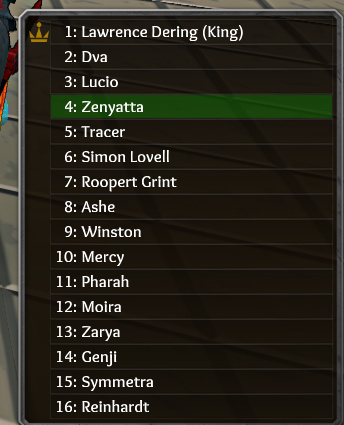 1: Lawrence Dering (King)
2: Dva
3: Lucio
4: Zenyatta
5: Tracer
6: Simon Lovell
7: Roopert Grint
8: Ashe
9: Winston
10: Mercy
11: Pharah
12: Moira
13: Zarya
14: Genji
15: Symmetra
16: Reinhardt